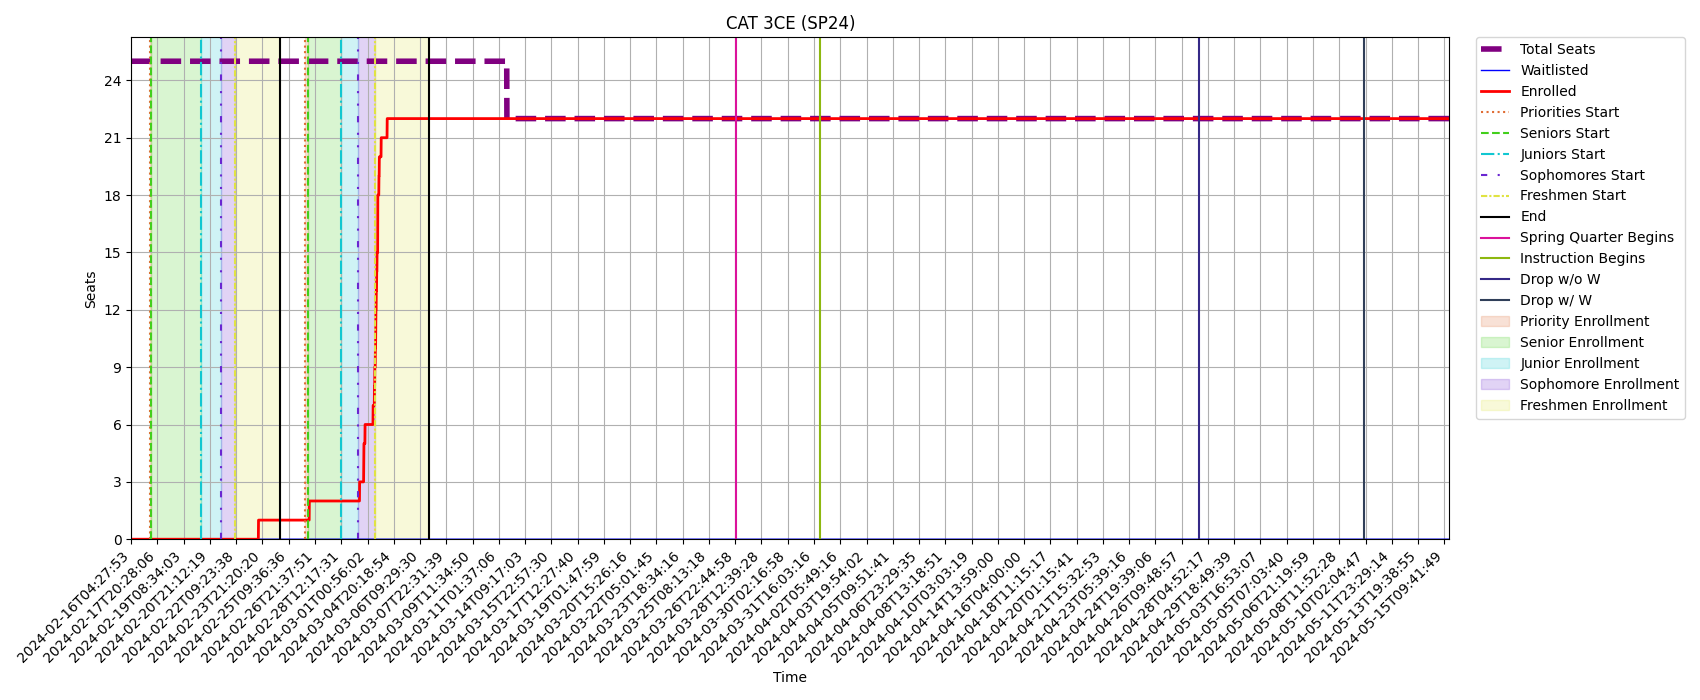 CAT 3CE (SP24)
Seats
24
21
18
15
12
9
6
3
0
2024-02-16T04:27:53
2024-02-17T20:28:06
2024-02-19T08:34:03
2024-02-20T21:12:19
2024-02-22T09:23:38
2024-02-23T21:20:20
2024-02-25T09:36:36
2024-02-26T21:37:51
2024-02-28T12:17:31
2024-03-01T00:56:02
2024-03-04T20:18:54
2024-03-06T09:29:30
2024-03-07T22:31:39
2024-03-09T11:34:50
2024-03-11T01:37:06
2024-03-14T09:17:03
2024-03-15T22:57:30
2024-03-17T12:27:40
2024-03-19T01:47:59
2024-03-20T15:26:16
2024-03-22T05:01:45
2024-03-23T18:34:16
2024-03-25T08:13:18
2024-03-26T22:44:58
2024-03-28T12:39:28
2024-03-30T02:16:58
2024-03-31T16:03:16
2024-04-02T05:49:16
2024-04-03T19:54:02
2024-04-05T09:51:41
2024-04-06T23:29:35
2024-04-08T13:18:51
2024-04-10T03:03:19
2024-04-14T13:59:00
2024-04-16T04:00:00
2024-04-18T11:15:17
2024-04-20T01:15:41
2024-04-21T15:32:53
2024-04-23T05:39:16
2024-04-24T19:39:06
2024-04-26T09:48:57
2024-04-28T04:52:17
2024-04-29T18:49:39
2024-05-03T16:53:07
2024-05-05T07:03:40
2024-05-06T21:19:59
2024-05-08T11:52:28
2024-05-10T02:04:47
2024-05-11T23:29:14
2024-05-13T19:38:55
2024-05-15T09:41:49
Time
Total Seats
Waitlisted
Enrolled
Priorities Start
Seniors Start
Juniors Start
Sophomores Start
Freshmen Start
End
Spring Quarter Begins
Instruction Begins
Drop w/o W
Drop w/ W
Priority Enrollment
Senior Enrollment
Junior Enrollment
Sophomore Enrollment
Freshmen Enrollment